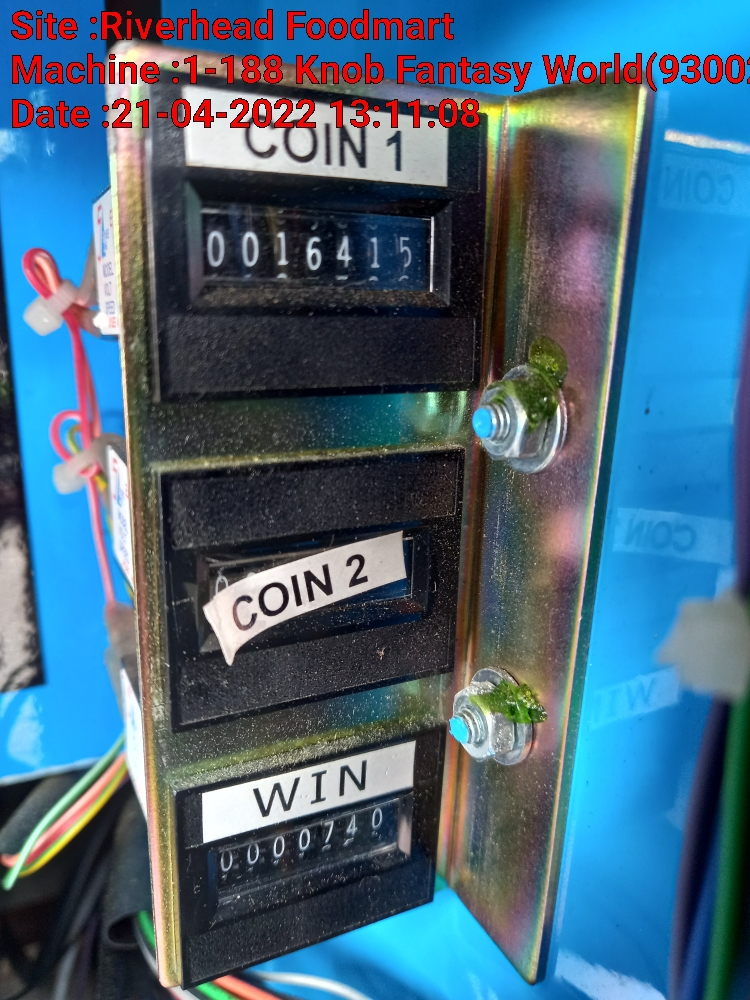 Site :Riverhead Foodmart
Machine :1-188 Knob Fantasy World(93002
Date :21-04-2022 13:11:08
COIN 1
0016415
COIN 2
WIN
0000740